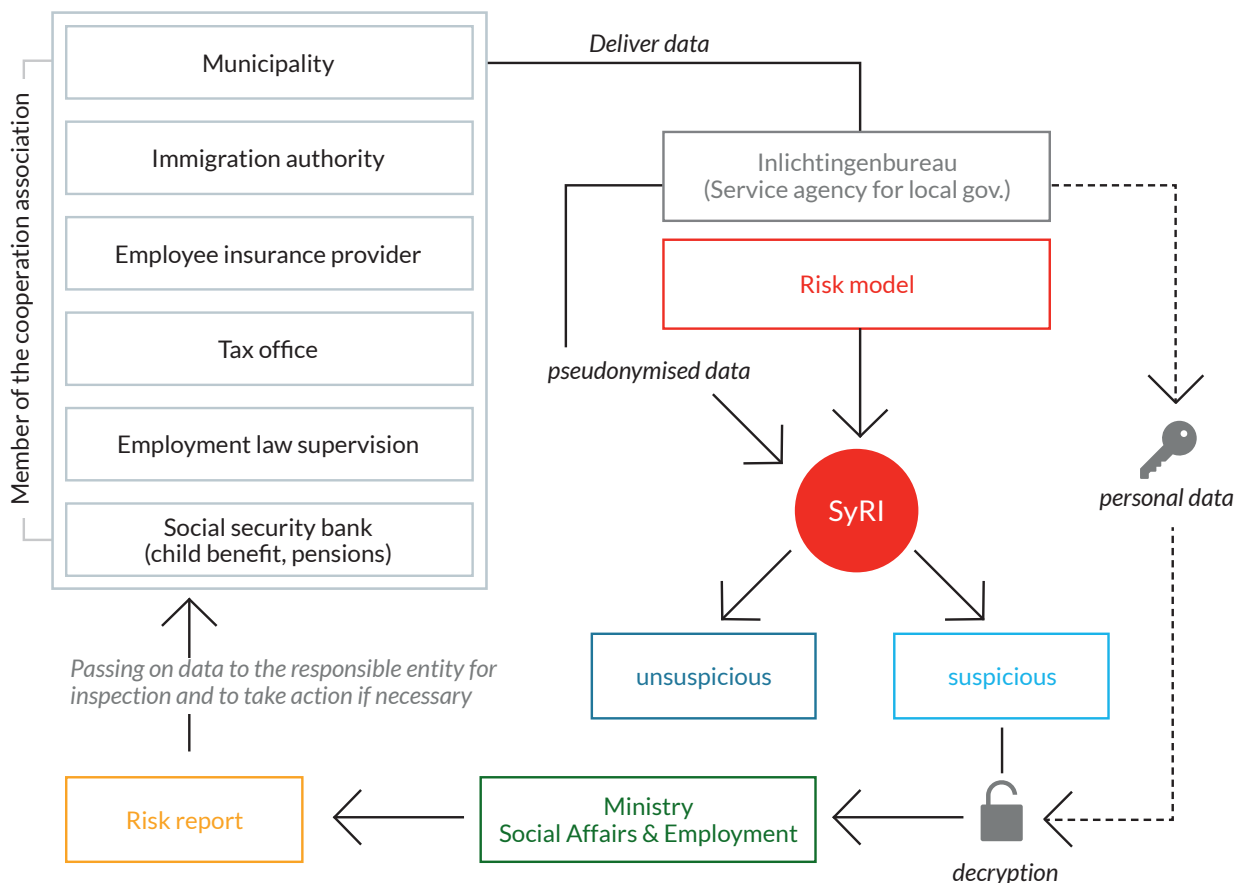 Member of the cooperation association
Municipality
Immigration authority
Employee insurance provider
Tax office
Employment law supervision
Social security bank
(child benefit, pensions)
Deliver data
Inlichtingenbureau
(Service agency for local gov.)
Risk model
pseudonymised data
SyRI
personal data
unsuspicious
suspicious
decryption
Ministry
Social Affairs & Employment
Risk report
Passing on data to the responsible entity for
inspection and to take action if necessary